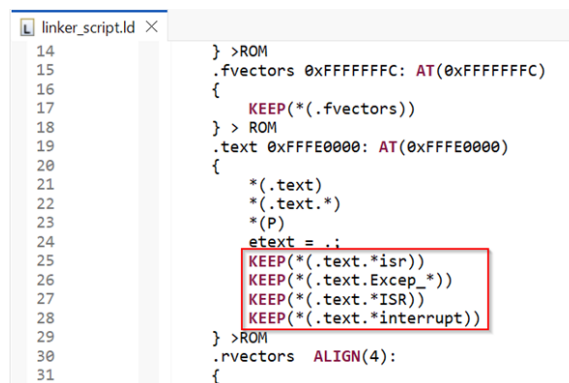 linker_script.ld
14 } >ROM
15 .fvectors 0xFFFFFFFC: AT(0xFFFFFFFC)
16 {
17 KEEP(*(.fvectors))
18 } > ROM
19 .text 0xFFFE0000: AT(0xFFFE0000)
20 {
21 *(.text)
22 *(.text.*)
23 *(P)
24 etext = .;
25 KEEP(*(.text.*isr))
26 KEEP(*(.text.Excep_*))
27 KEEP(*(.text.*ISR))
28 KEEP(*(.text.*interrupt))
29 } >ROM
30 .rvectors ALIGN(4):
31 {